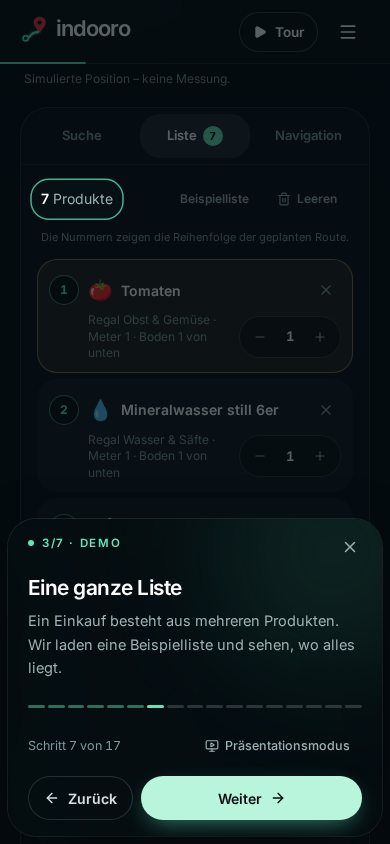 indooro
Tour
Simulierte Position – keine Messung.
Suche
Liste 7
Navigation
7 Produkte
Beispielliste
Leeren
Die Nummern zeigen die Reihenfolge der geplanten Route.
1
Tomaten
Regal Obst & Gemüse ·
Meter 1 · Boden 1 von
unten
− 1 +
2
Mineralwasser still 6er
Regal Wasser & Säfte ·
Meter 1 · Boden 1 von
unten
− 1 +
3/7 · DEMO
Eine ganze Liste
Ein Einkauf besteht aus mehreren Produkten.
Wir laden eine Beispielliste und sehen, wo alles
liegt.
Schritt 7 von 17
Präsentationsmodus
Zurück
Weiter